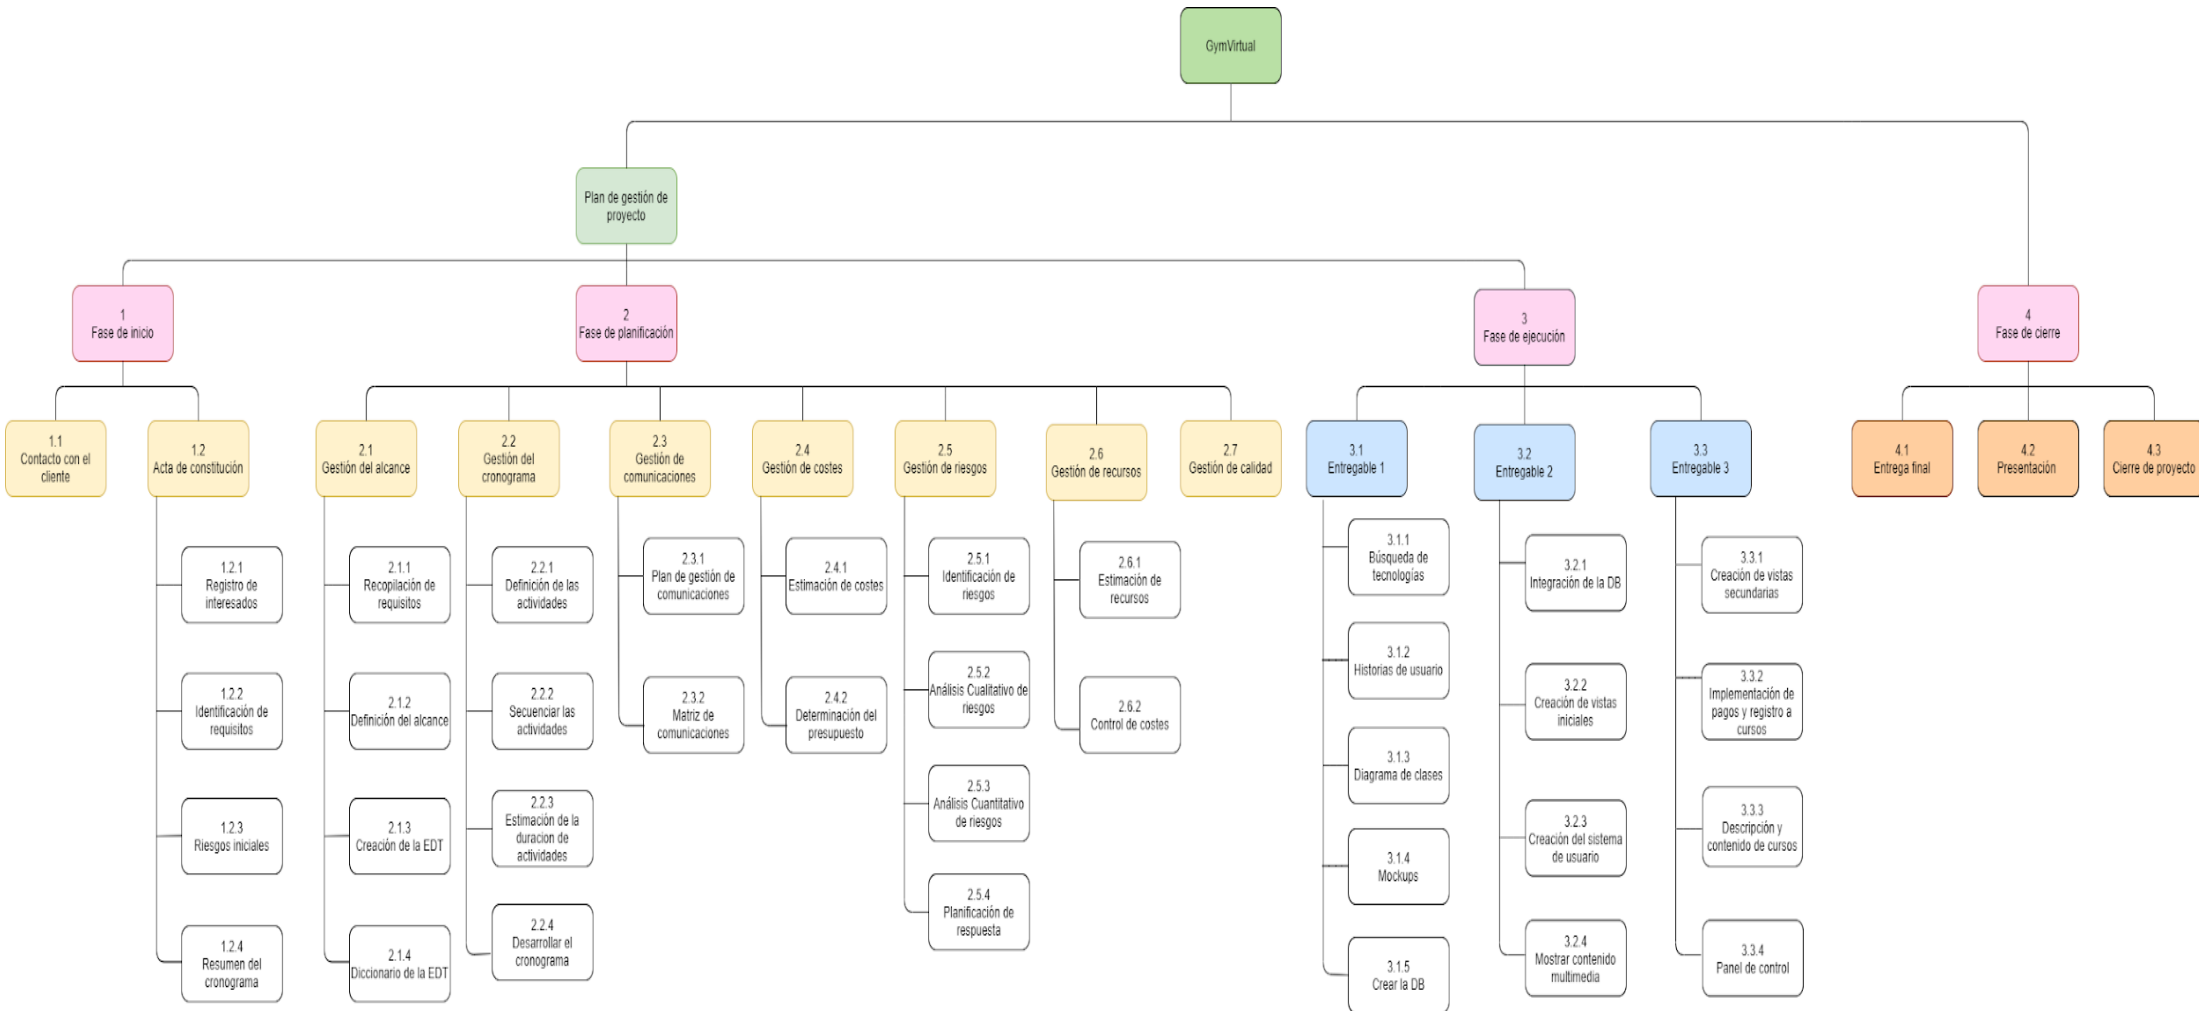 GymVirtual
Plan de gestión de
proyecto
1
Fase de inicio
2
Fase de planificación
3
Fase de ejecución
4
Fase de cierre
1.1
Contacto con el
cliente
1.2
Acta de constitución
2.1
Gestión del alcance
2.2
Gestión del
cronograma
2.3
Gestión de
comunicaciones
2.4
Gestión de costes
2.5
Gestión de riesgos
2.6
Gestión de recursos
2.7
Gestión de calidad
3.1
Entregable 1
3.2
Entregable 2
3.3
Entregable 3
4.1
Entrega final
4.2
Presentación
4.3
Cierre de proyecto
1.2.1
Registro de
interesados
1.2.2
Identificación de
requisitos
1.2.3
Riesgos iniciales
1.2.4
Resumen del
cronograma
2.1.1
Recopilación de
requisitos
2.1.2
Definición del alcance
2.1.3
Creación de la EDT
2.1.4
Diccionario de la EDT
2.2.1
Definición de las
actividades
2.2.2
Secuenciar las
actividades
2.2.3
Estimación de la
duracion de
actividades
2.2.4
Desarrollar el
cronograma
2.3.1
Plan de gestión de
comunicaciones
2.3.2
Matriz de
comunicaciones
2.4.1
Estimación de costes
2.4.2
Determinación del
presupuesto
2.5.1
Identificación de
riesgos
2.5.2
Análisis Cualitativo de
riesgos
2.5.3
Análisis Cuantitativo
de riesgos
2.5.4
Planificación de
respuesta
2.6.1
Estimación de
recursos
2.6.2
Control de costes
3.1.1
Búsqueda de
tecnologías
3.1.2
Historias de usuario
3.1.3
Diagrama de clases
3.1.4
Mockups
3.1.5
Crear la DB
3.2.1
Integración de la DB
3.2.2
Creación de vistas
iniciales
3.2.3
Creación del sistema
de usuario
3.2.4
Mostrar contenido
multimedia
3.3.1
Creación de vistas
secundarias
3.3.2
Implementación de
pagos y registro a
cursos
3.3.3
Descripción y
contenido de cursos
3.3.4
Panel de control